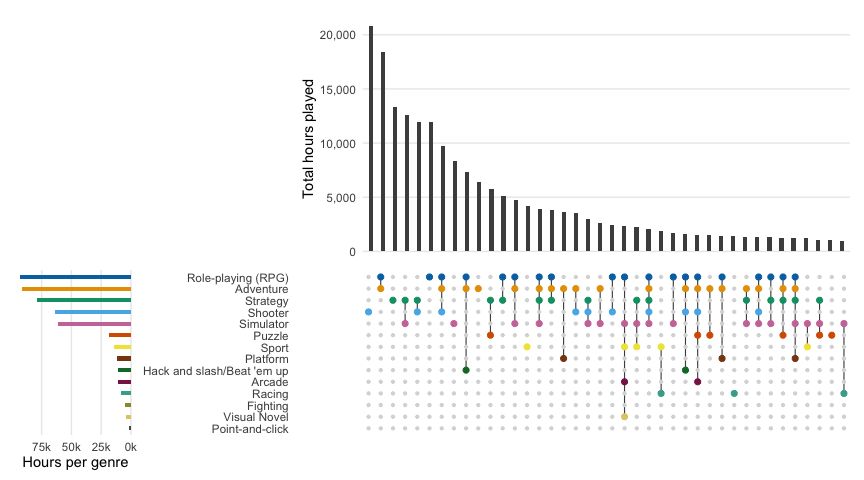 20,000
15,000
10,000
5,000
0
Total hours played
Role-playing (RPG)
Adventure
Strategy
Shooter
Simulator
Puzzle
Sport
Platform
Hack and slash/Beat 'em up
Arcade
Racing
Fighting
Visual Novel
Point-and-click
75k 50k 25k 0k
Hours per genre